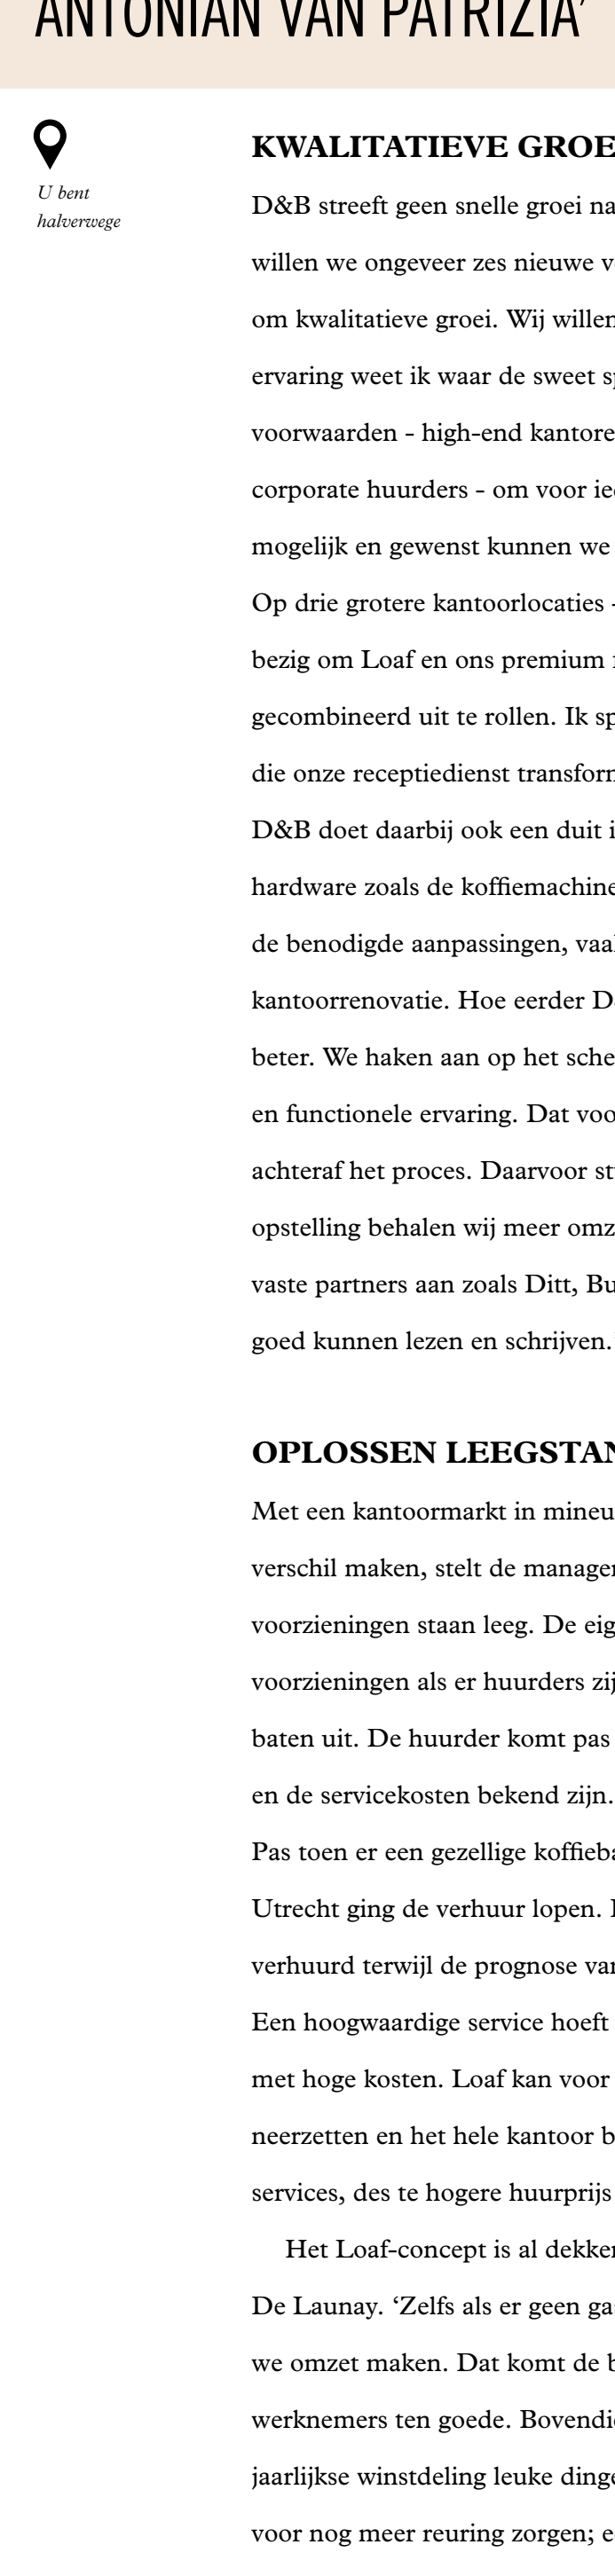 ANTONIAN VAN PATRIZIA’
U bent
halverwege
KWALITATIEVE GROE
D&B streeft geen snelle groei na
willen we ongeveer zes nieuwe v
om kwalitatieve groei. Wij willen
ervaring weet ik waar de sweet s
voorwaarden - high-end kantore
corporate huurders - om voor ie
mogelijk en gewenst kunnen we
Op drie grotere kantoorlocaties -
bezig om Loaf en ons premium
gecombineerd uit te rollen. Ik sp
die onze receptiedienst transform
D&B doet daarbij ook een duit i
hardware zoals de koffiemachine
de benodigde aanpassingen, vaa
kantoorrenovatie. Hoe eerder D
beter. We haken aan op het sche
en functionele ervaring. Dat voo
achteraf het proces. Daarvoor st
opstelling behalen wij meer omz
vaste partners aan zoals Ditt, Bu
goed kunnen lezen en schrijven.
OPLOSSEN LEEGSTAN
Met een kantoormarkt in mineu
verschil maken, stelt de manage
voorzieningen staan leeg. De eig
voorzieningen als er huurders zij
baten uit. De huurder komt pas
en de servicekosten bekend zijn.
Pas toen er een gezellige koffieba
Utrecht ging de verhuur lopen.
verhuurd terwijl de prognose va
Een hoogwaardige service hoeft
met hoge kosten. Loaf kan voor
neerzetten en het hele kantoor b
services, des te hogere huurprijs
Het Loaf-concept is al dekke
De Launay. ‘Zelfs als er geen ga
we omzet maken. Dat komt de b
werknemers ten goede. Bovendi
jaarlijkse winstdeling leuke dinge
voor nog meer reuring zorgen; e